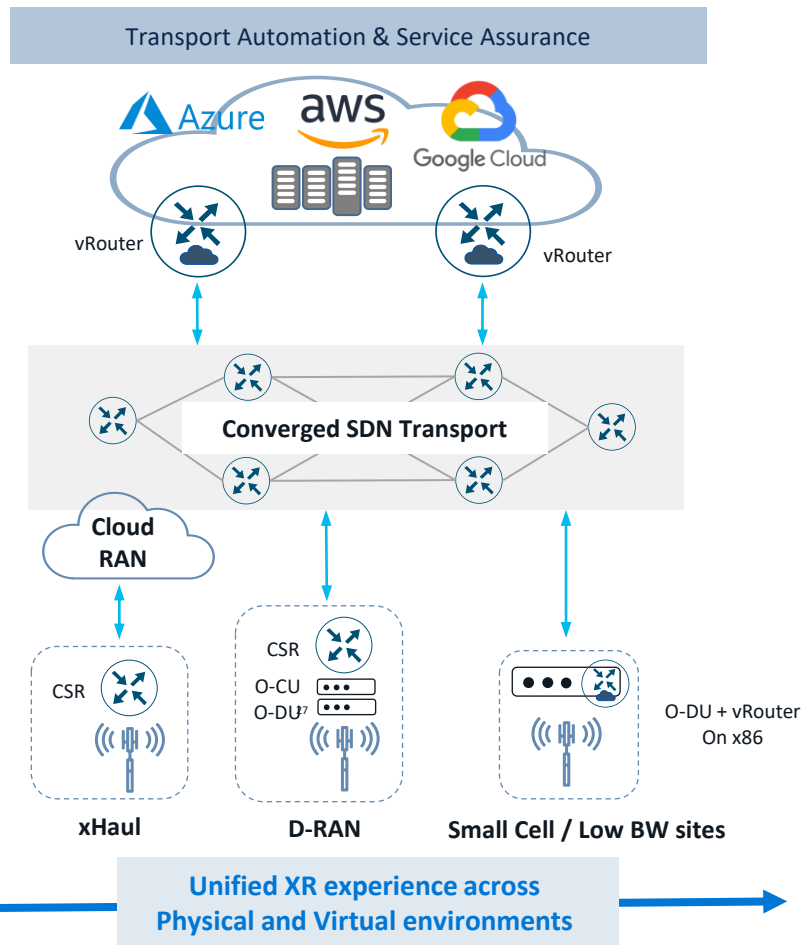 Transport Automation & Service Assurance
Azure
aws
Google Cloud
vRouter
vRouter
Converged SDN Transport
Cloud
RAN
CSR
CSR
O-CU
O-DU
27
O-DU + vRouter
On x86
xHaul
D-RAN
Small Cell / Low BW sites
Unified XR experience across
Physical and Virtual environments